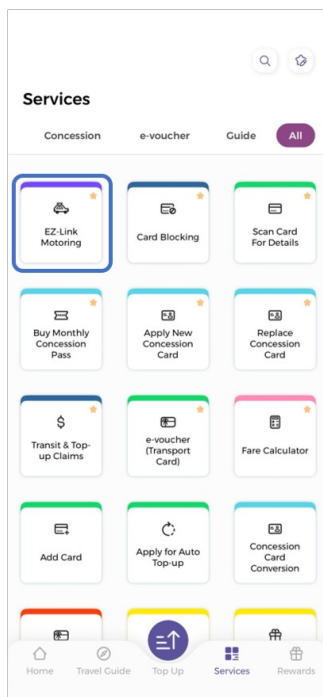 Services
Concession e-voucher Guide All
EZ-Link
Motoring
Card Blocking
Scan Card
For Details
Buy Monthly
Concession
Pass
Apply New
Concession
Card
Replace
Concession
Card
Transit & Top-
up Claims
e-voucher
(Transport
Card)
Fare Calculator
Add Card
Apply for Auto
Top-up
Concession
Card
Conversion
Home Travel Guide Top Up Services Rewards